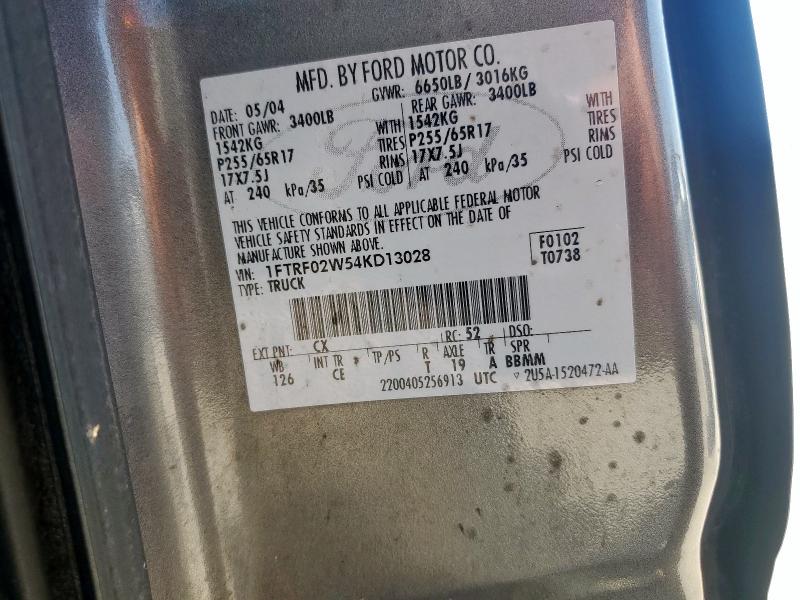 MFD. BY FORD MOTOR CO.
DATE: 05/04 GVWR: 6650LB / 3016KG
FRONT GAWR: 3400LB REAR GAWR: 3400LB
1542KG WITH 1542KG WITH
P255/65R17 TIRES P255/65R17 TIRES
17X7.5J RIMS 17X7.5J RIMS
AT 240 kPa/35 PSI COLD AT 240 kPa/35 PSI COLD
Ford
THIS VEHICLE CONFORMS TO ALL APPLICABLE FEDERAL MOTOR
VEHICLE SAFETY STANDARDS IN EFFECT ON THE DATE OF
MANUFACTURE SHOWN ABOVE.
VIN: 1FTRF02W54KD13028 F0102
TYPE: TRUCK T0738
EXT PNT: CX RC: 52 DSO:
WB INT TR TP/PS R AXLE TR SPR
126 CE T 19 A BBMM
2200405256913 UTC 2U5A-1520472-AA